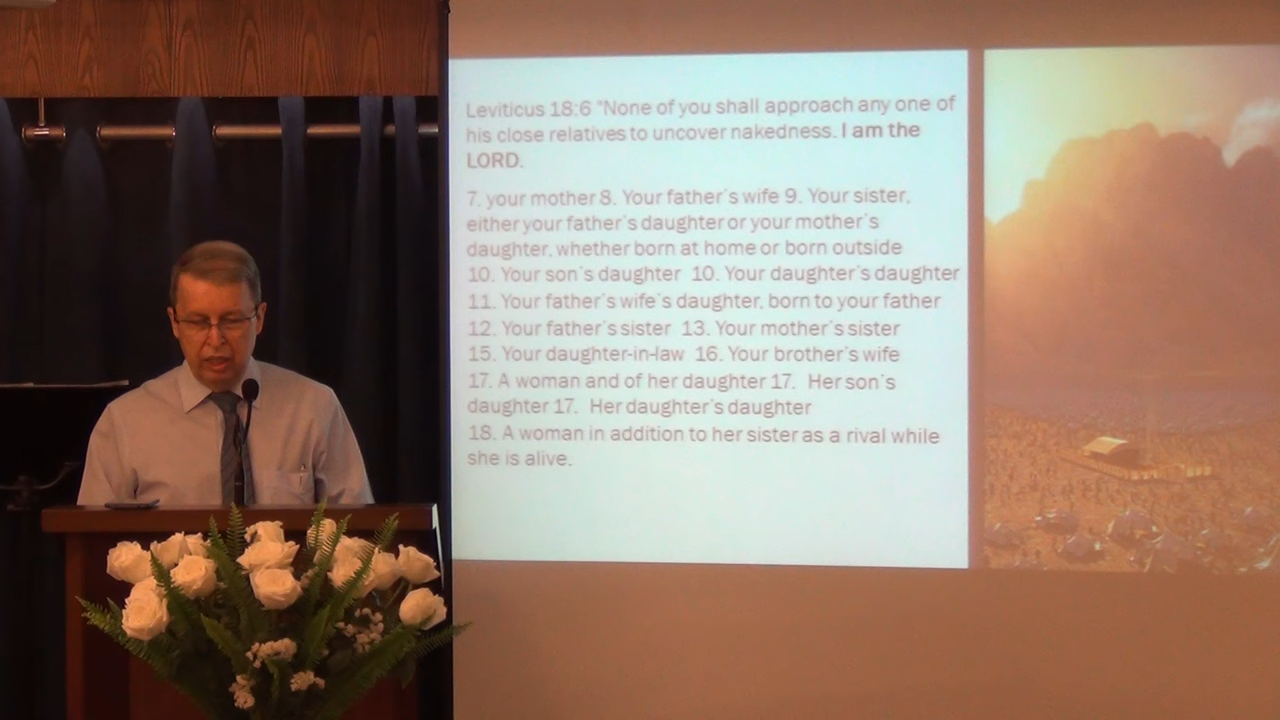 Leviticus 18:6 "None of you shall approach any one of
his close relatives to uncover nakedness. I am the
LORD.
7. your mother 8. Your father's wife 9. Your sister,
either your father's daughter or your mother's
daughter, whether born at home or born outside
10. Your son's daughter 10. Your daughter's daughter
11. Your father's wife's daughter, born to your father
12. Your father's sister 13. Your mother's sister
15. Your daughter-in-law 16. Your brother's wife
17. A woman and of her daughter 17. Her son's
daughter 17. Her daughter's daughter
18. A woman in addition to her sister as a rival while
she is alive.